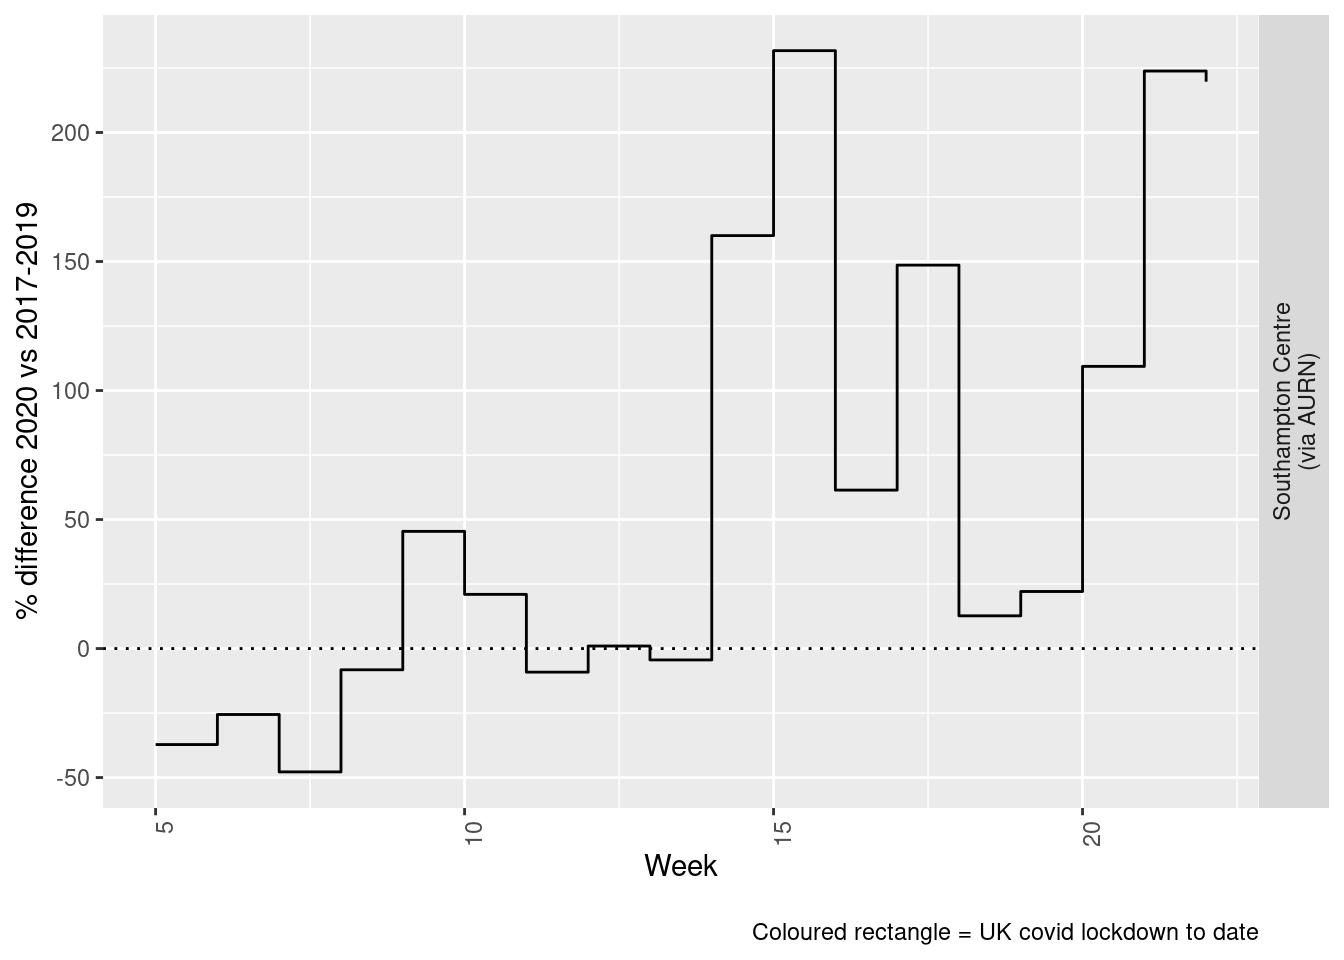 % difference 2020 vs 2017-2019
200
150
100
50
0
-50
5
10
15
20
Week
Southampton Centre
(via AURN)
Coloured rectangle = UK covid lockdown to date